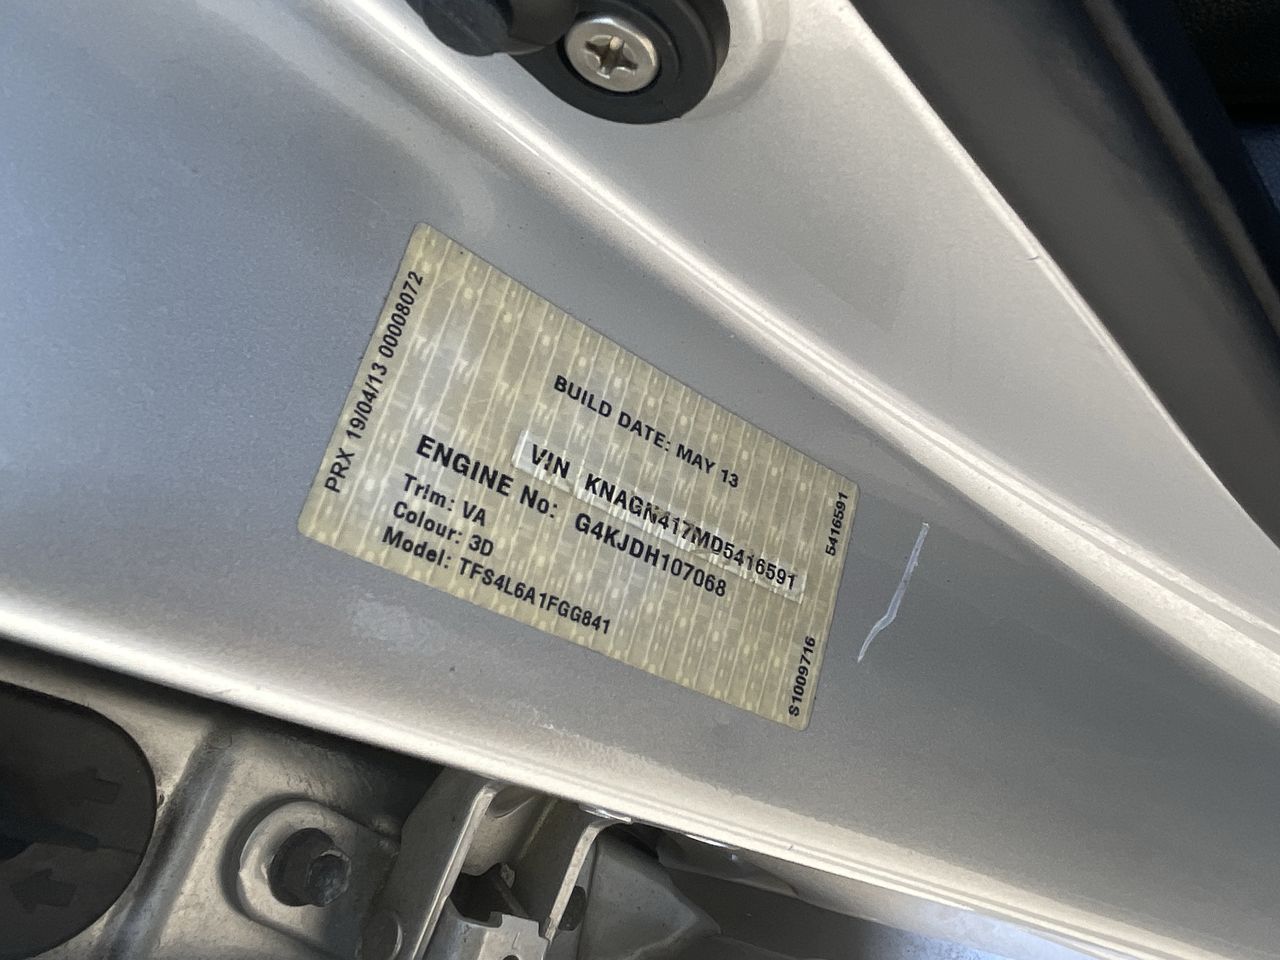 PRX 19/04/13 00008072
BUILD DATE: MAY 13
VIN KNAGN417MD5416591
ENGINE No: G4KJDH107068
Trim: VA
Colour: 3D
Model: TFS4L6A1FGG841
5416591
S1009716